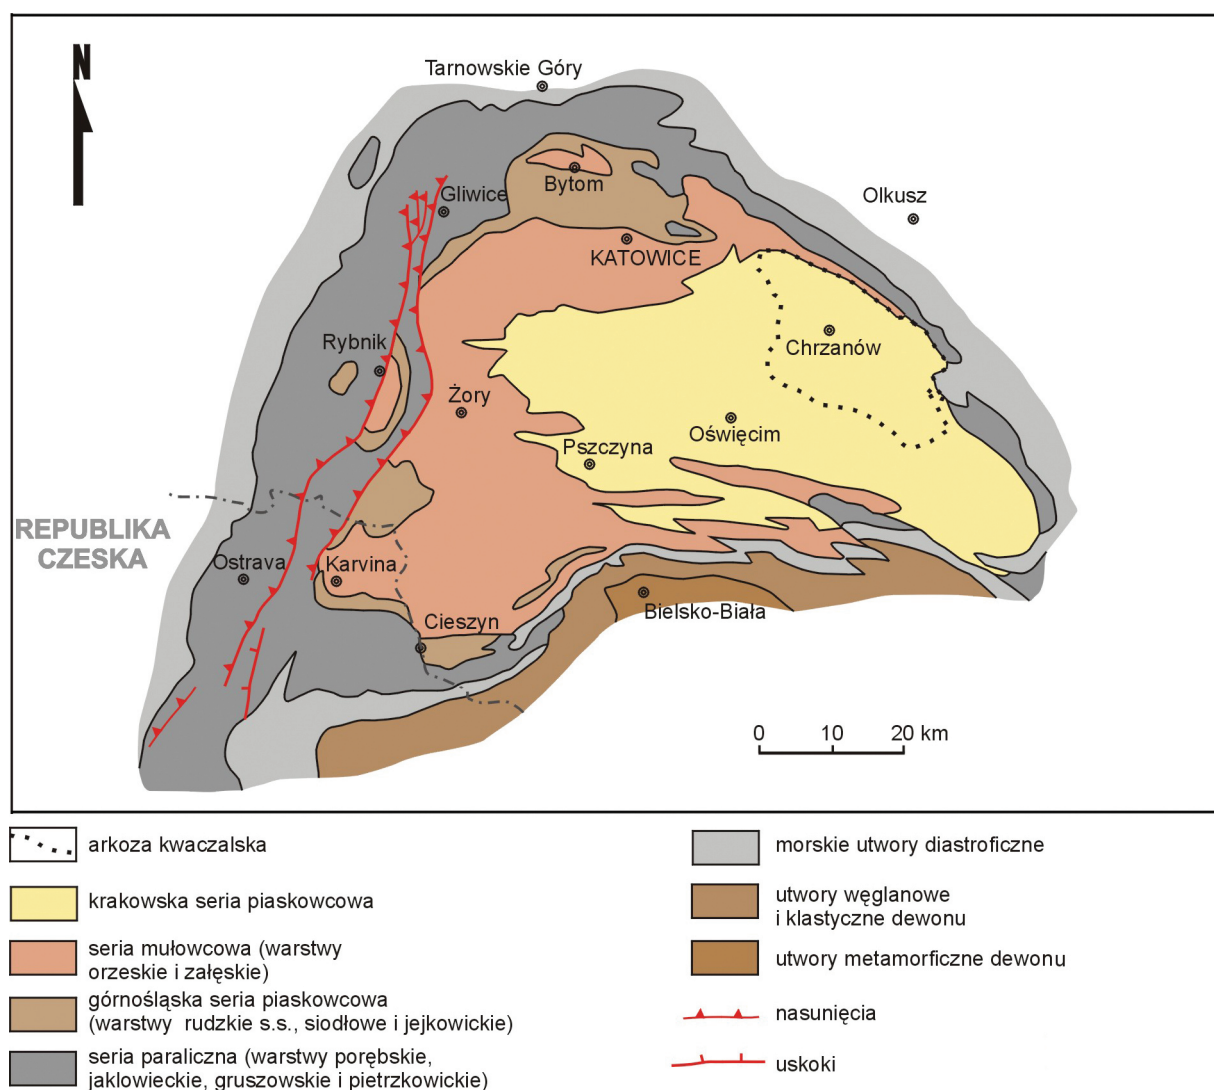 N
Tarnowskie Góry
Olkusz
Bytom
Gliwice
KATOWICE
Rybnik
Chrzanów
Żory
Oświęcim
Pszczyna
REPUBLIKA
CZESKA
Ostrava
Karvina
Bielsko-Biała
Cieszyn
0 10 20 km
arkoza kwaczalska
krakowska seria piaskowcowa
seria mułowcowa (warstwy
orzeskie i załęskie)
górnośląska seria piaskowcowa
(warstwy rudzkie s.s., siodłowe i jejkowickie)
seria paraliczna (warstwy porębskie,
jaklowieckie, gruszowskie i pietrzkowickie)
morskie utwory diastroficzne
utwory węglanowe
i klastyczne dewonu
utwory metamorficzne dewonu
nasunięcia
uskoki